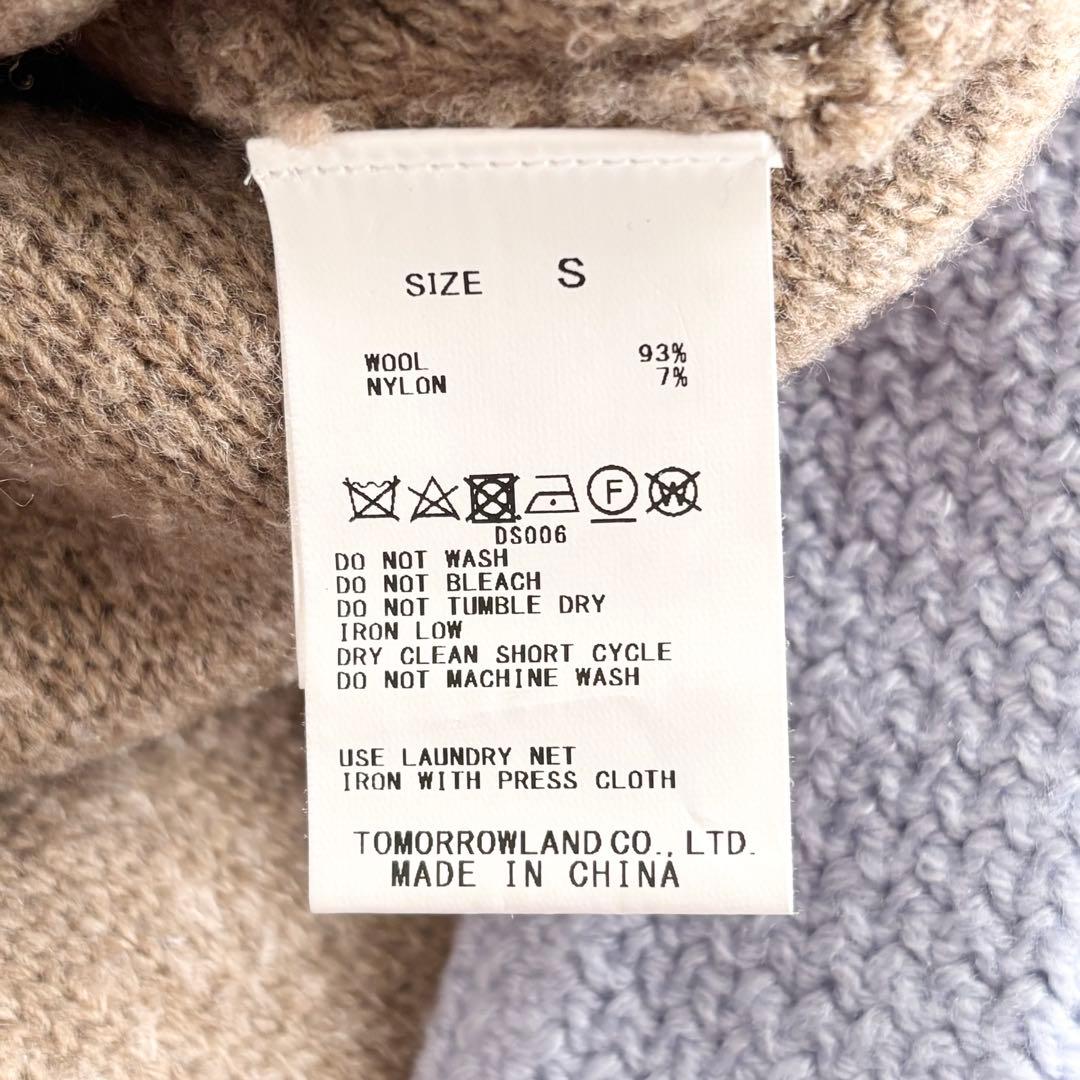 SIZE S
WOOL 93%
NYLON 7%
F W
DS006
DO NOT WASH
DO NOT BLEACH
DO NOT TUMBLE DRY
IRON LOW
DRY CLEAN SHORT CYCLE
DO NOT MACHINE WASH
USE LAUNDRY NET
IRON WITH PRESS CLOTH
TOMORROWLAND CO., LTD.
MADE IN CHINA